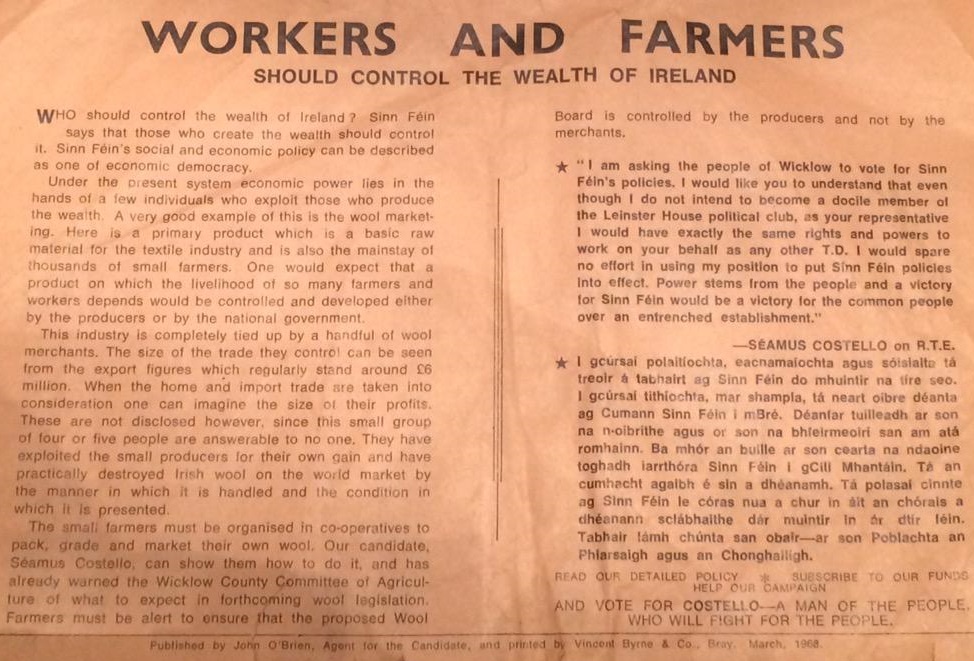 WORKERS AND FARMERS
SHOULD CONTROL THE WEALTH OF IRELAND
WHO should control the wealth of Ireland? Sinn Féin
says that those who create the wealth should control
it. Sinn Féin's social and economic policy can be described
as one of economic democracy.
Under the present system economic power lies in the
hands of a few individuals who exploit those who produce
the wealth. A very good example of this is the wool market-
ing. Here is a primary product which is a basic raw
material for the textile industry and is also the mainstay of
thousands of small farmers. One would expect that a
product on which the livelihood of so many farmers and
workers depends would be controlled and developed either
by the producers or by the national government.
This industry is completely tied up by a handful of wool
merchants. The size of the trade they control can be seen
from the export figures which regularly stand around £6
million. When the home and import trade are taken into
consideration one can imagine the size of their profits.
These are not disclosed however, since this small group
of four or five people are answerable to no one. They have
exploited the small producers for their own gain and have
practically destroyed Irish wool on the world market by
the manner in which it is handled and the condition in
which it is presented.
The small farmers must be organised in co-operatives to
pack, grade and market their own wool. Our candidate,
Séamus Costello, can show them how to do it, and has
already warned the Wicklow County Committee of Agricul-
ture of what to expect in forthcoming wool legislation.
Farmers must be alert to ensure that the proposed Wool
Board is controlled by the producers and not by the
merchants.
★ "I am asking the people of Wicklow to vote for Sinn
Féin's policies. I would like you to understand that even
though I do not intend to become a docile member of
the Leinster House political club, as your representative
I would have exactly the same rights and powers to
work on your behalf as any other T.D. I would spare
no effort in using my position to put Sinn Féin policies
into effect. Power stems from the people and a victory
for Sinn Féin would be a victory for the common people
over an entrenched establishment."
—SÉAMUS COSTELLO on R.T.E.
★ I gcúrsaí polaitíochta, eacnamaíochta agus sóisialta tá
treoir á tabhairt ag Sinn Féin do mhuintir na tíre seo.
I gcúrsaí tithíochta, mar shampla, tá neart oibre déanta
ag Cumann Sinn Féin i mBré. Déanfar tuilleadh ar son
na n-oibrithe agus ar son na bhfeirmeoirí san am atá
romhainn. Ba mhór an buille ar son cearta na ndaoine
toghadh iarrthóra Sinn Féin i gCill Mhantáin. Tá an
cumhacht agaibh é sin a dhéanamh. Tá polasaí cinnte
ag Sinn Féin le córas nua a chur in áit an chórais a
dhéanann sclábhaithe dár muintir in ár dtír féin.
Tabhair lámh chúnta san obair—ar son Poblachta an
Phiarsaigh agus an Chonghailigh.
READ OUR DETAILED POLICY ★ SUBSCRIBE TO OUR FUNDS
HELP OUR CAMPAIGN
AND VOTE FOR COSTELLO—A MAN OF THE PEOPLE,
WHO WILL FIGHT FOR THE PEOPLE.
Published by John O'Brien, Agent for the Candidate, and printed by Vincent Byrne & Co., Bray. March, 1968.